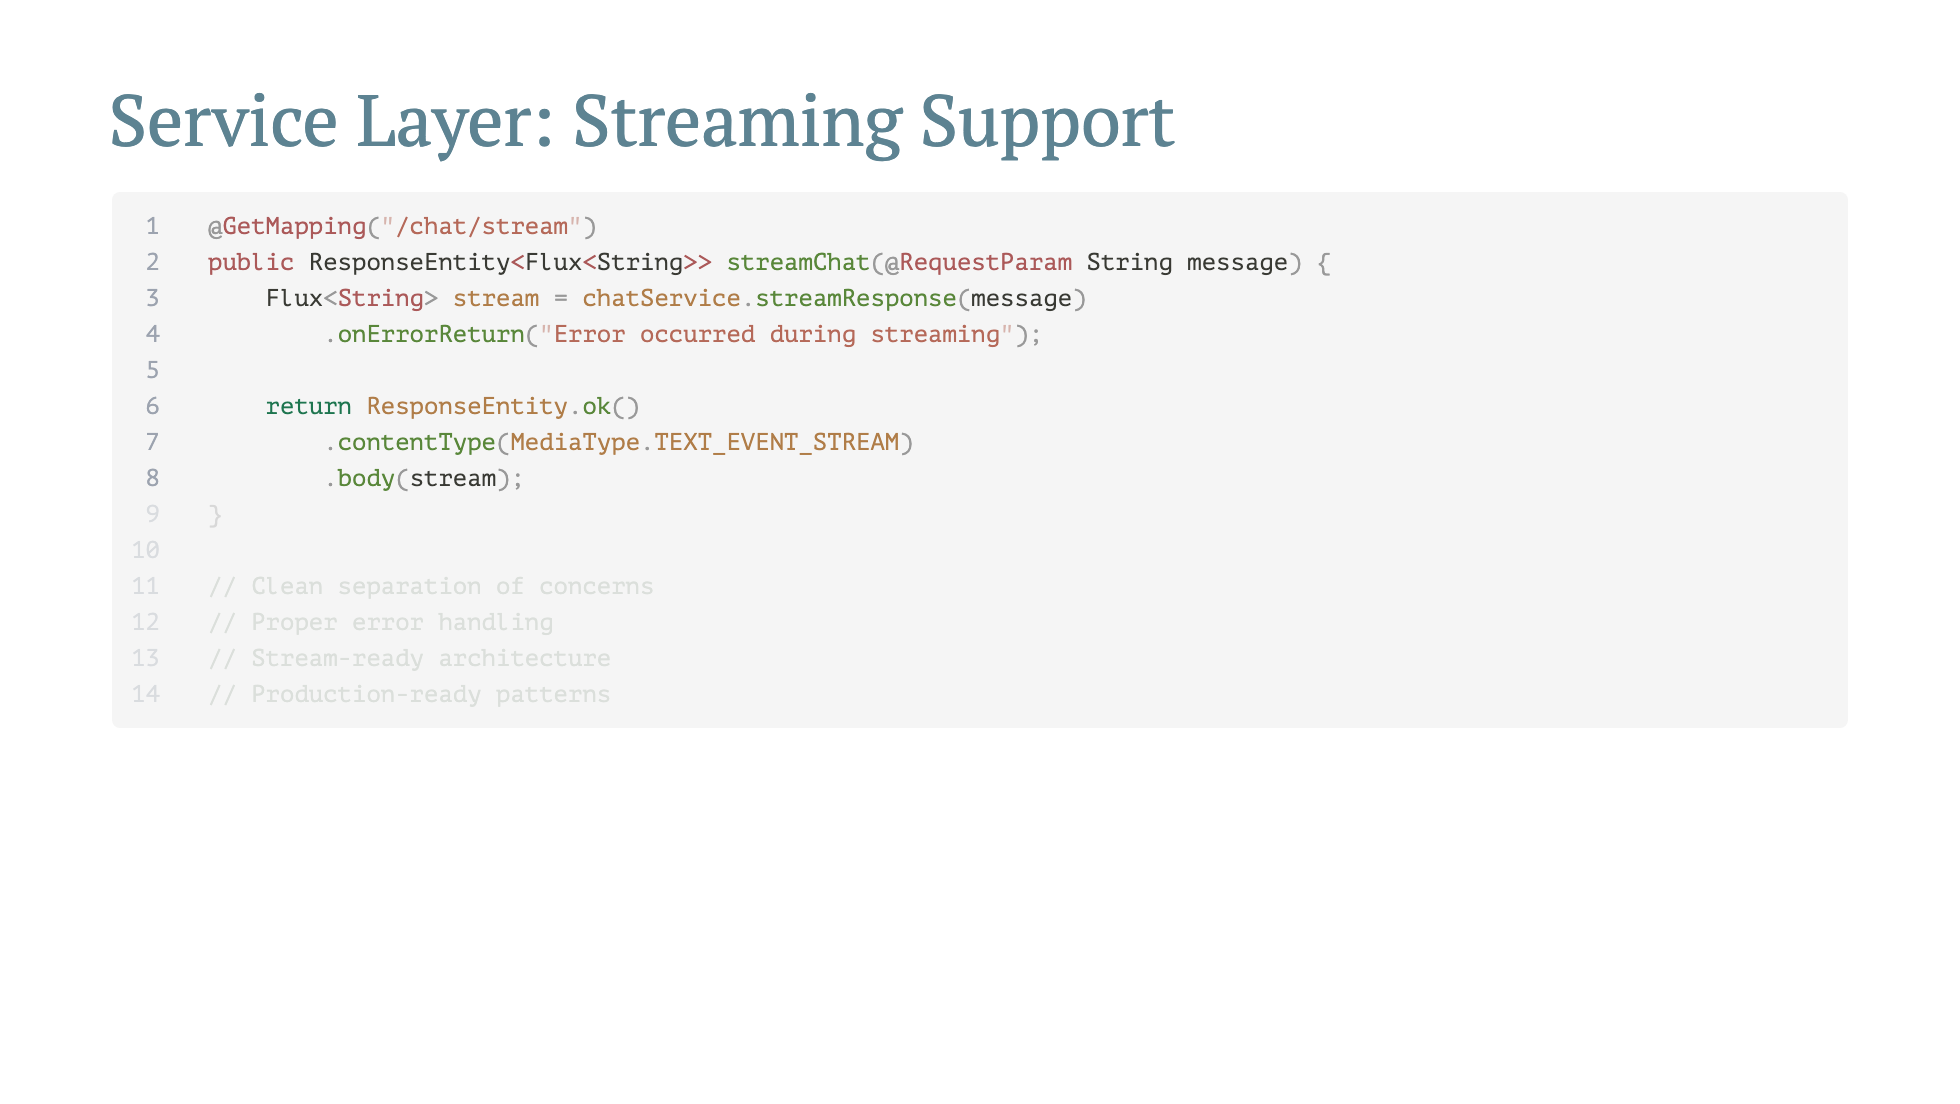 Service Layer: Streaming Support
1 @GetMapping("/chat/stream")
2 public ResponseEntity<Flux<String>> streamChat(@RequestParam String message) {
3     Flux<String> stream = chatService.streamResponse(message)
4         .onErrorReturn("Error occurred during streaming");
5
6     return ResponseEntity.ok()
7         .contentType(MediaType.TEXT_EVENT_STREAM)
8         .body(stream);
9 }
10
11 // Clean separation of concerns
12 // Proper error handling
13 // Stream-ready architecture
14 // Production-ready patterns